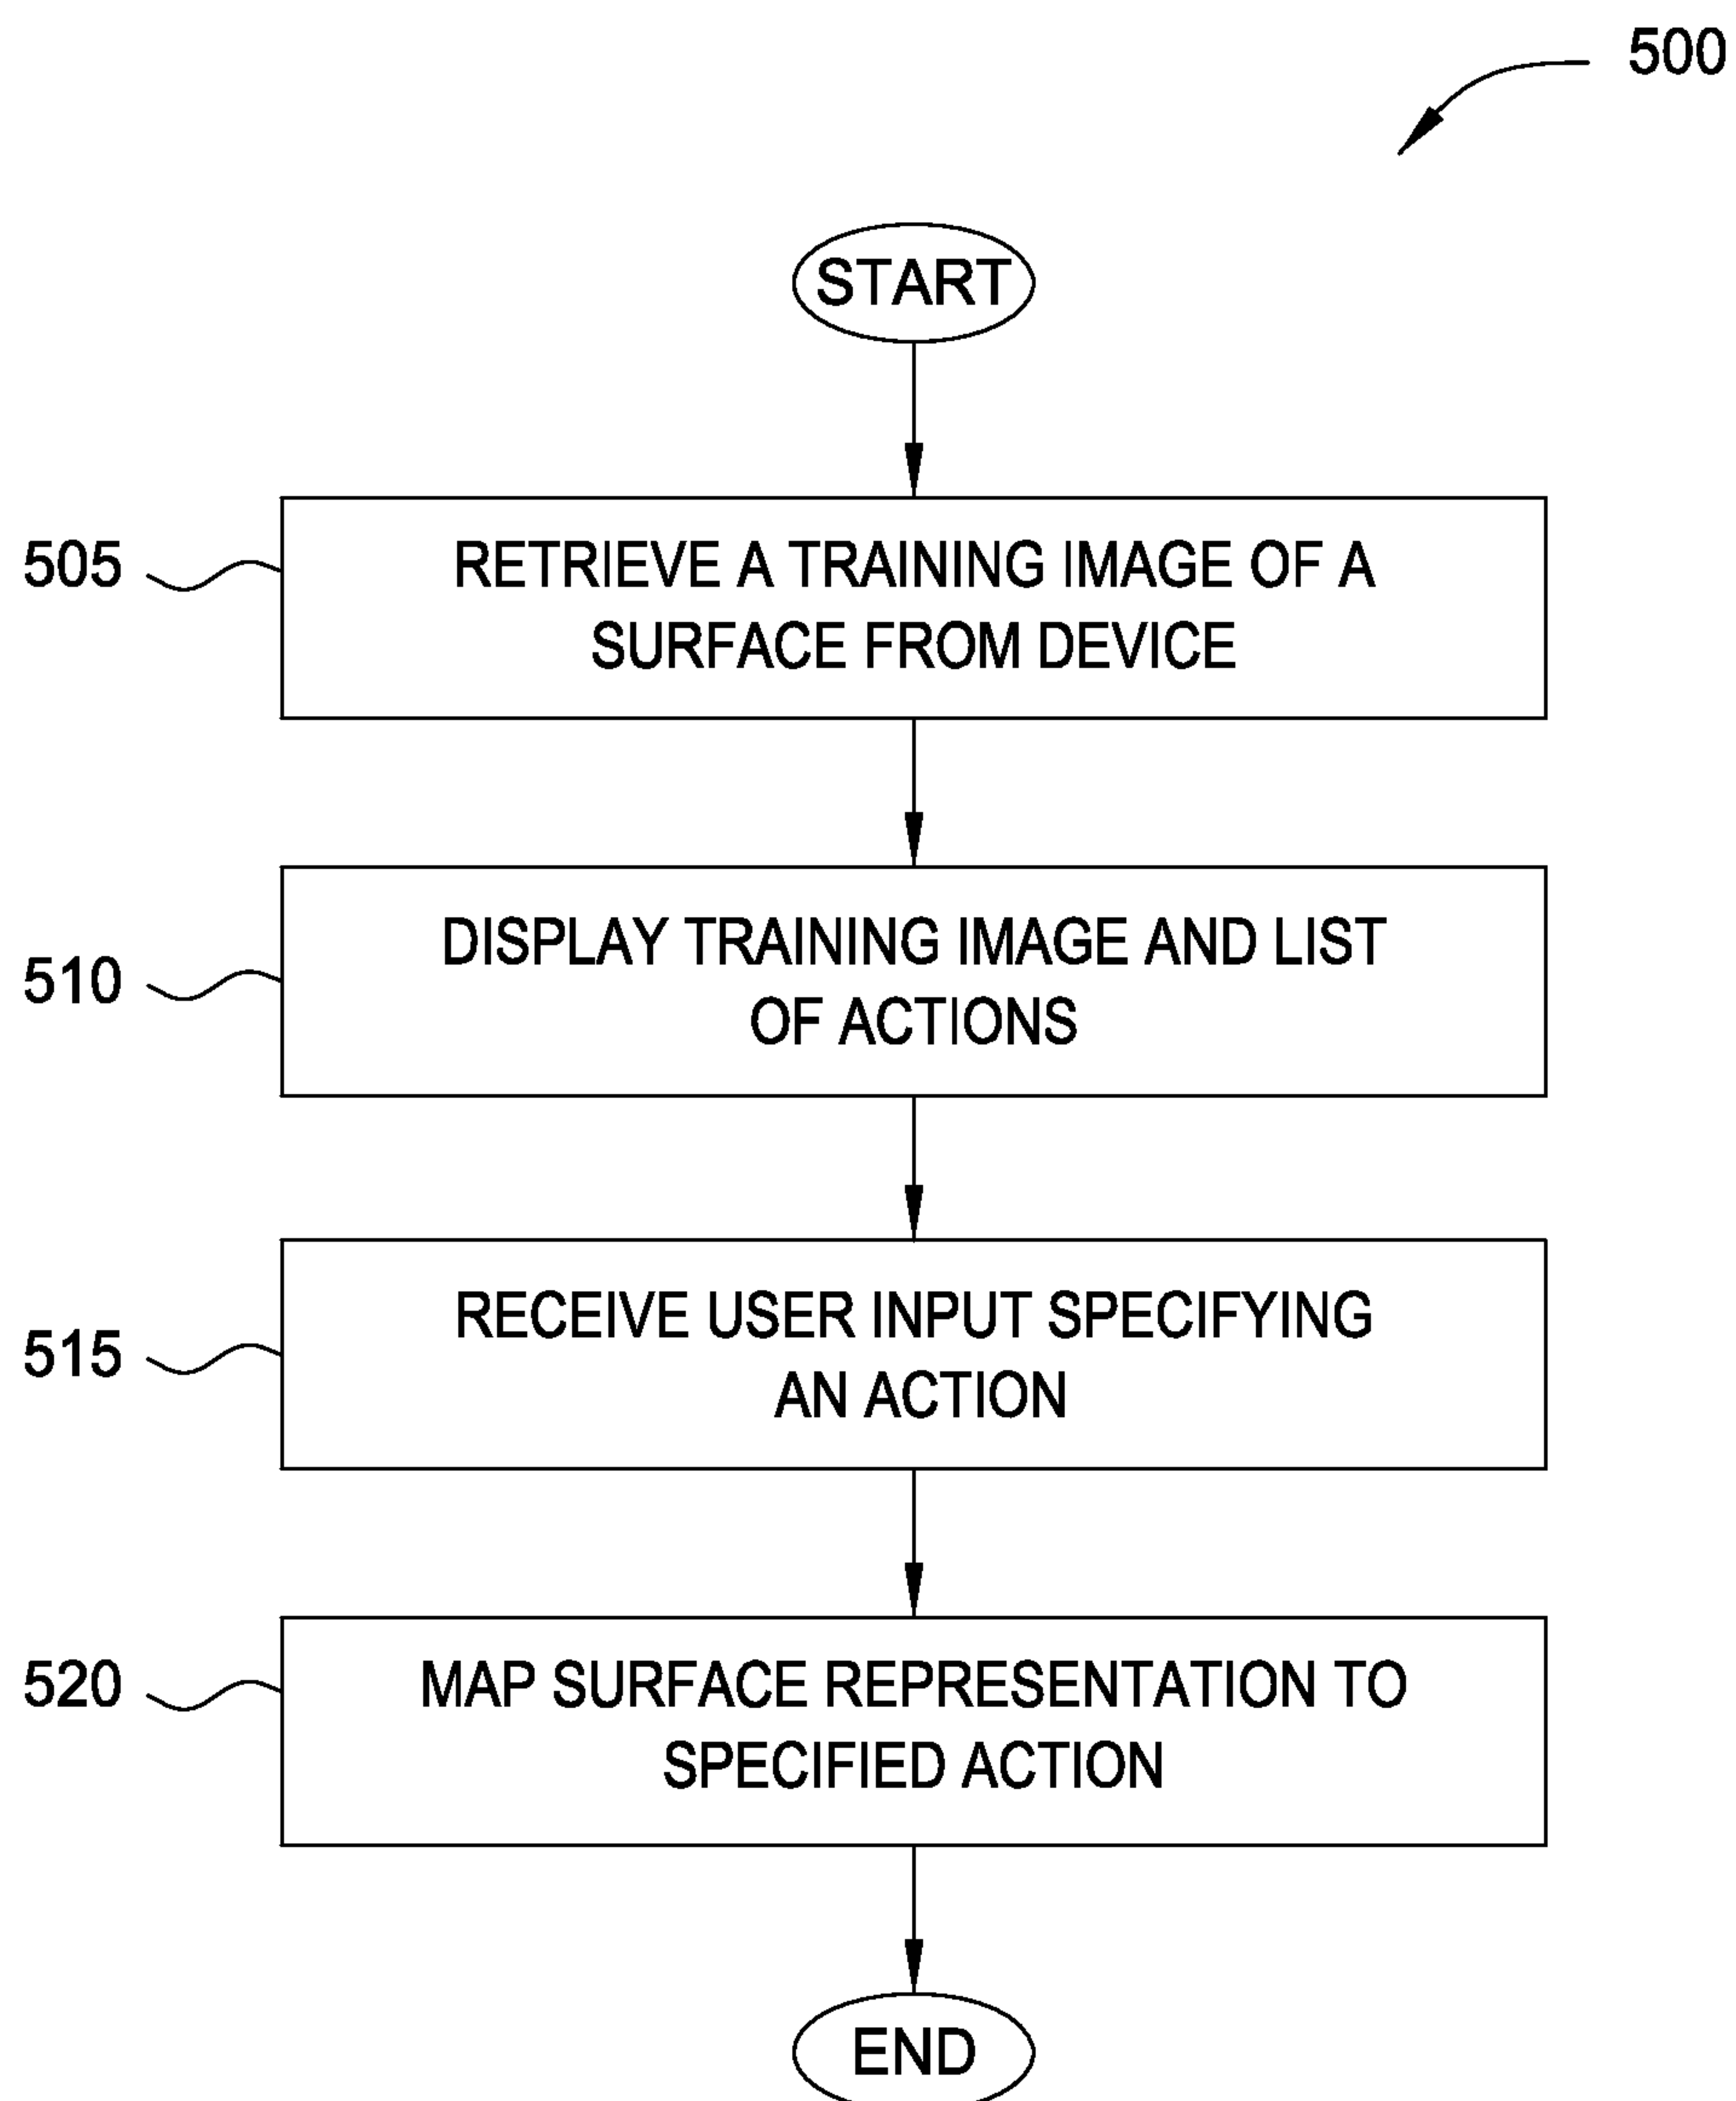 500
START
505
RETRIEVE A TRAINING IMAGE OF A
SURFACE FROM DEVICE
510
DISPLAY TRAINING IMAGE AND LIST
OF ACTIONS
515
RECEIVE USER INPUT SPECIFYING
AN ACTION
520
MAP SURFACE REPRESENTATION TO
SPECIFIED ACTION
END